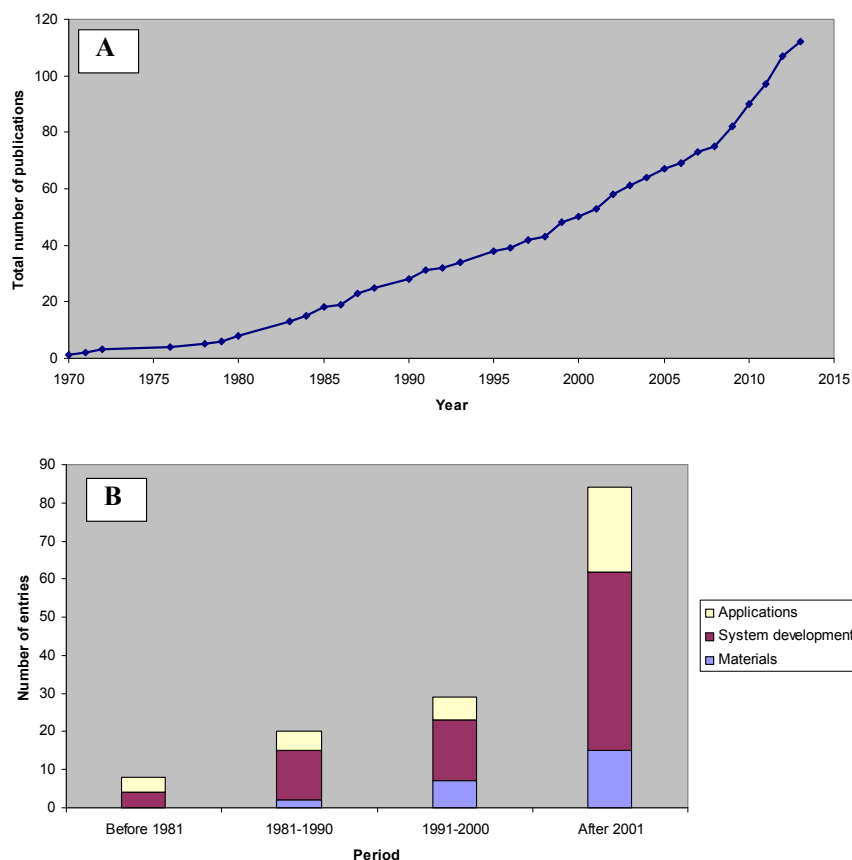 A
120
100
80
60
40
20
0
Total number of publications
1970 1975 1980 1985 1990 1995 2000 2005 2010 2015
Year
B
90
80
70
60
50
40
30
20
10
0
Number of entries
Before 1981 1981-1990 1991-2000 After 2001
Period
Applications
System development
Materials